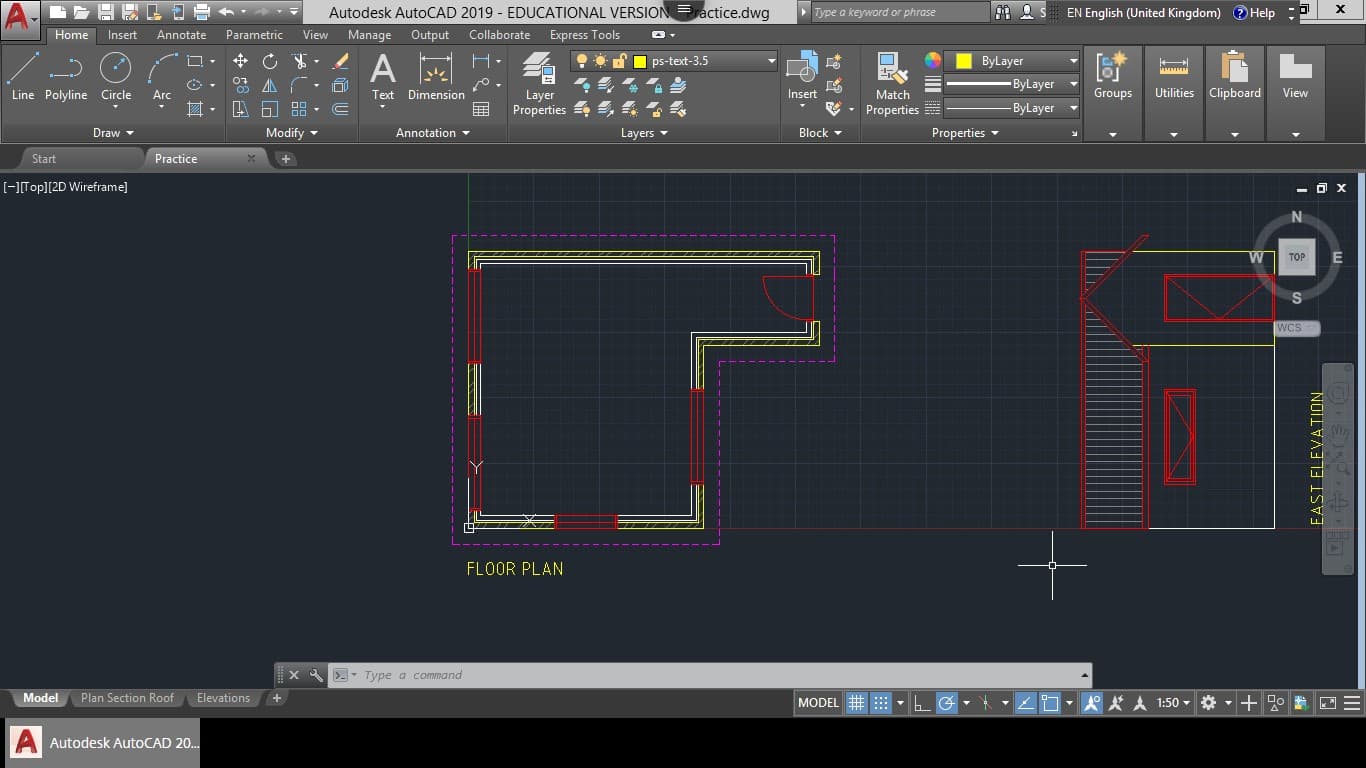 Autodesk AutoCAD 2019 - EDUCATIONAL VERSION Practice.dwg
Type a keyword or phrase
S
EN English (United Kingdom)
Help
Home Insert Annotate Parametric View Manage Output Collaborate Express Tools
ps-text-3.5
ByLayer
Line Polyline Circle Arc
Text Dimension
Layer Properties
Insert
Match Properties
ByLayer
ByLayer
Groups Utilities Clipboard View
Draw Modify Annotation Layers Block Properties
Start Practice
[−][Top][2D Wireframe]
N
W TOP E
S
WCS
Y
X
EAST ELEVATION
FLOOR PLAN
Type a command
Model Plan Section Roof Elevations
MODEL 1:50
A Autodesk AutoCAD 20...